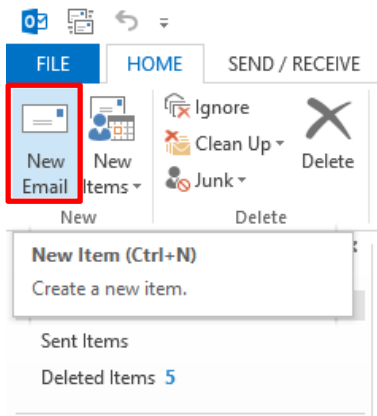 FILE HOME SEND / RECEIVE
Ignore
Clean Up
Junk
New Email
New Items
Delete
New Delete
New Item (Ctrl+N)
Create a new item.
Sent Items
Deleted Items 5